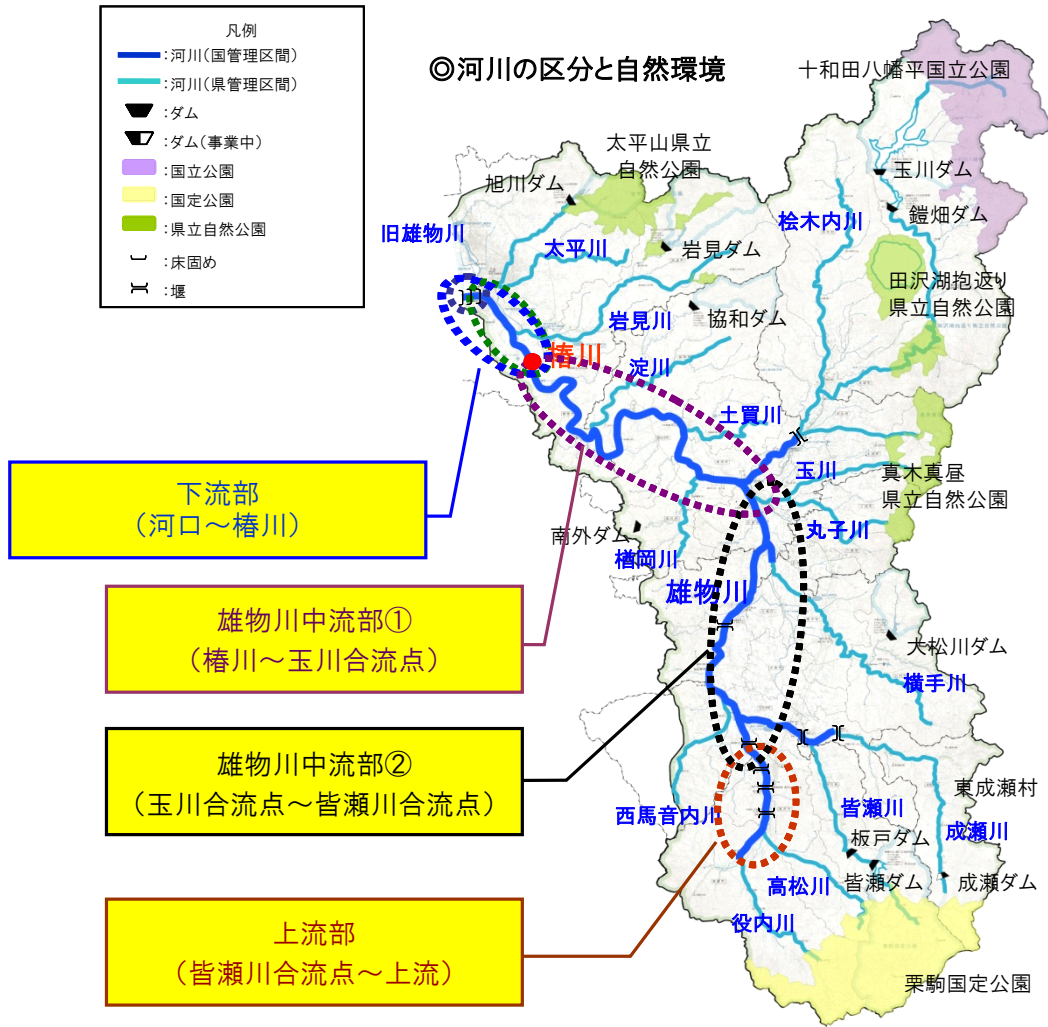 凡例
:河川(国管理区間)
:河川(県管理区間)
:ダム
:ダム(事業中)
:国立公園
:国定公園
:県立自然公園
:床固め
:堰
◎河川の区分と自然環境
十和田八幡平国立公園
太平山県立
自然公園
旭川ダム
玉川ダム
鎧畑ダム
旧雄物川
太平川
岩見ダム
桧木内川
田沢湖抱返り
県立自然公園
岩見川
協和ダム
椿川
淀川
土買川
玉川
真木真昼
県立自然公園
下流部
(河口～椿川)
南外ダム
楢岡川
丸子川
雄物川
雄物川中流部①
(椿川～玉川合流点)
大松川ダム
横手川
雄物川中流部②
(玉川合流点～皆瀬川合流点)
東成瀬村
西馬音内川
皆瀬川
成瀬川
板戸ダム
皆瀬ダム
成瀬ダム
高松川
役内川
上流部
(皆瀬川合流点～上流)
栗駒国定公園